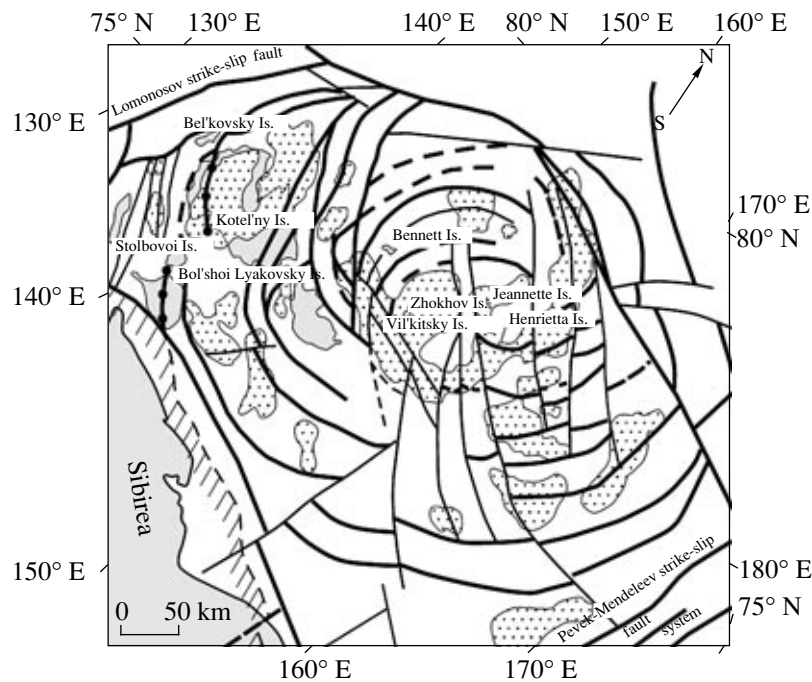 75° N 130° E 140° E 80° N 150° E 160° E
N
S
Lomonosov strike-slip fault
130° E
Bel'kovsky Is.
170° E
80° N
Kotel'ny Is.
Stolbovoi Is.
Bennett Is.
Bol'shoi Lyakovsky Is.
140° E
Jeannette Is.
Zhokhov Is.
Henrietta Is.
Vil'kitsky Is.
Sibirea
150° E
180° E
75° N
Pevek-Mendeleev strike-slip
fault system
0 50 km
160° E 170° E